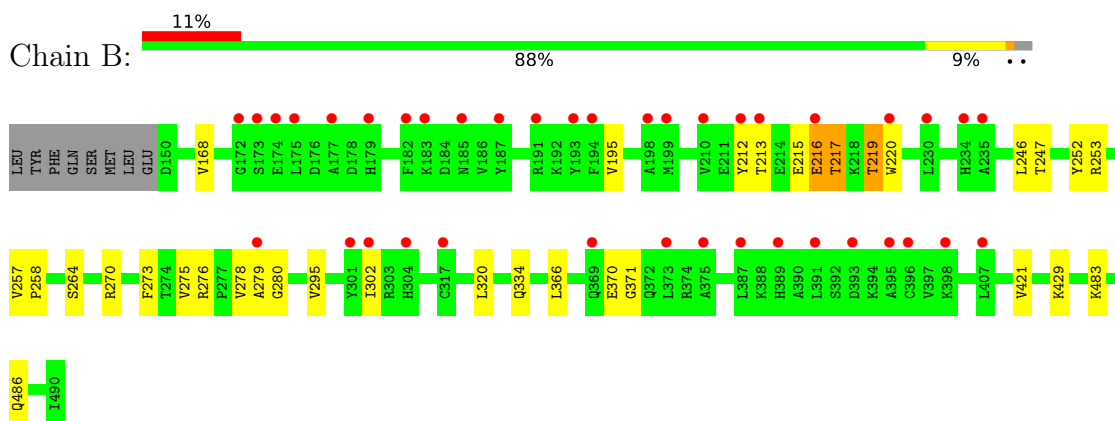 11%
Chain B:
88% 9% • •
LEU TYR PHE GLN SER MET LEU GLU D150 V168 G172 S173 E174 L175 D176 A177 D178 H179 F182 K183 D184 N185 V186 Y187 R191 K192 Y193 F194 V195 A198 M199 V210 E211 Y212 T213 E214 E215 E216 T217 K218 T219 W220 L230 H234 A235 L246 T247 Y252 R253
V257 P258 S264 R270 F273 T274 V275 R276 P277 V278 A279 G280 V295 Y301 I302 R303 H304 C317 L320 Q334 L366 Q369 E370 G371 Q372 L373 R374 A375 L387 K388 H389 A390 L391 S392 D393 K394 A395 C396 V397 K398 L407 V421 K429 K483
Q486 I490